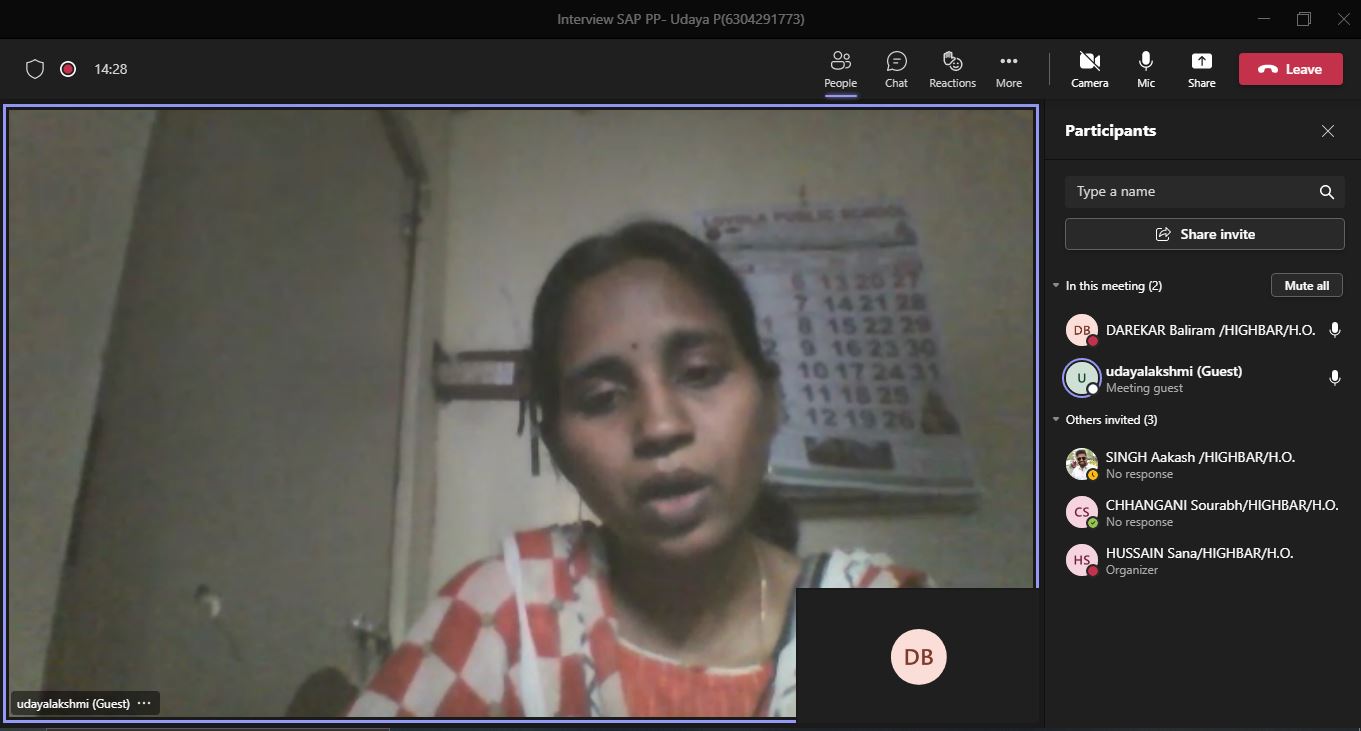 Interview SAP PP- Udaya P(6304291773)
14:28
People
Chat
Reactions
More
Camera
Mic
Share
Leave
LOYOLA PUBLIC SCHOOL
6 13 20 27
7 14 21 28
1 8 15 22 29
2 9 16 23 30
10 17 24 31
11 18 25
12 19 26
udayalakshmi (Guest) ···
DB
Participants
Type a name
Share invite
In this meeting (2)
Mute all
DB
DAREKAR Baliram /HIGHBAR/H.O.
U
udayalakshmi (Guest)
Meeting guest
Others invited (3)
SINGH Aakash /HIGHBAR/H.O.
No response
CS
CHHANGANI Sourabh/HIGHBAR/H.O.
No response
HS
HUSSAIN Sana/HIGHBAR/H.O.
Organizer